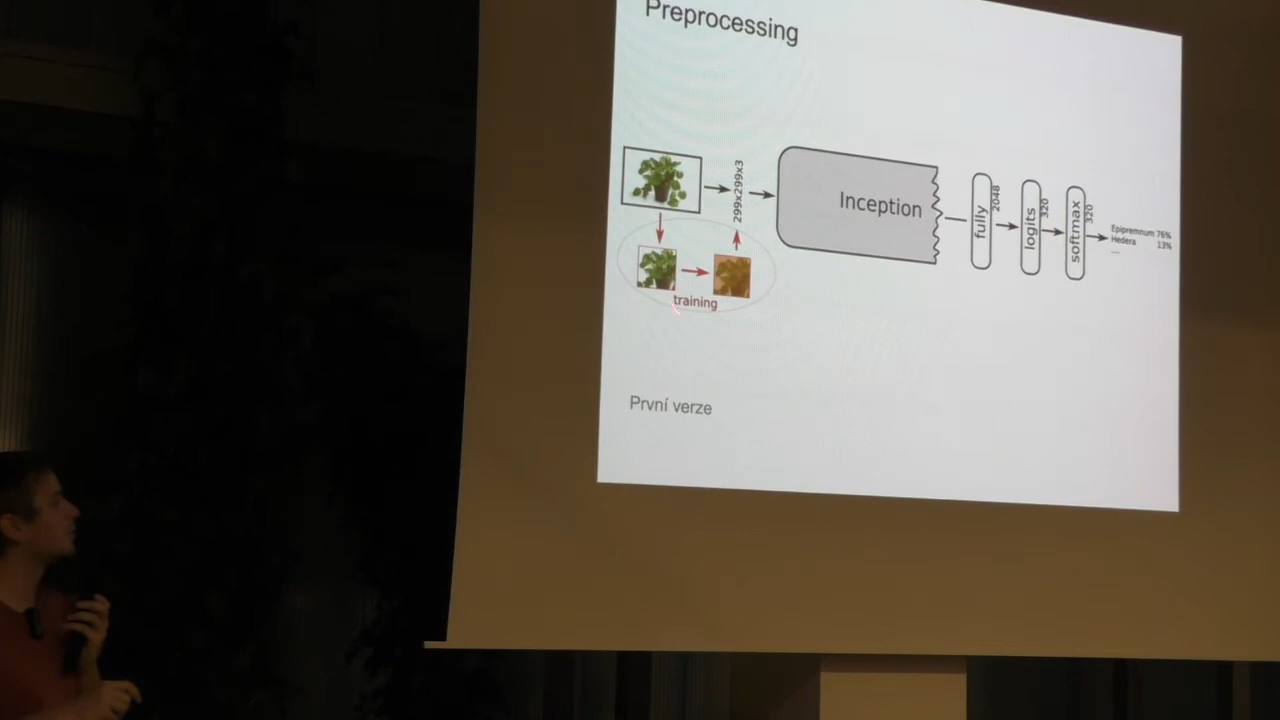 Preprocessing
299x299x3
Inception
fully
2048
logits
320
softmax
320
Epipremnum 76%
Hedera 13%
...
training
První verze